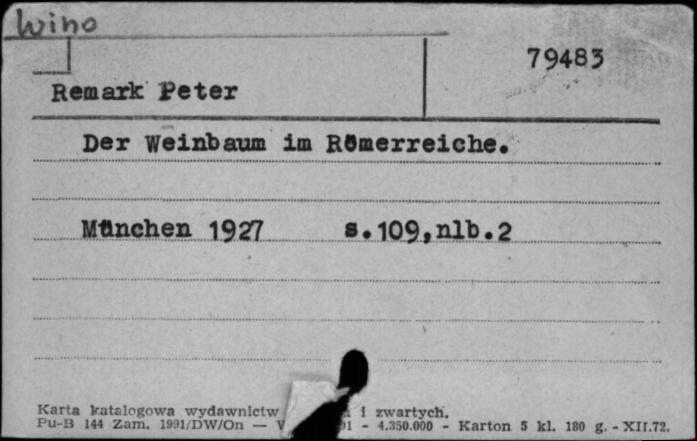 Wino
79483
Remark Peter
Der Weinbaum im Römerreiche.
München 1927 s.109,nlb.2
Karta katalogowa wydawnictw i zwartych.
Pu-B 144 Zam. 1991/DW/On — 91 - 4.350.000 - Karton 5 kl. 180 g. - XII.72.